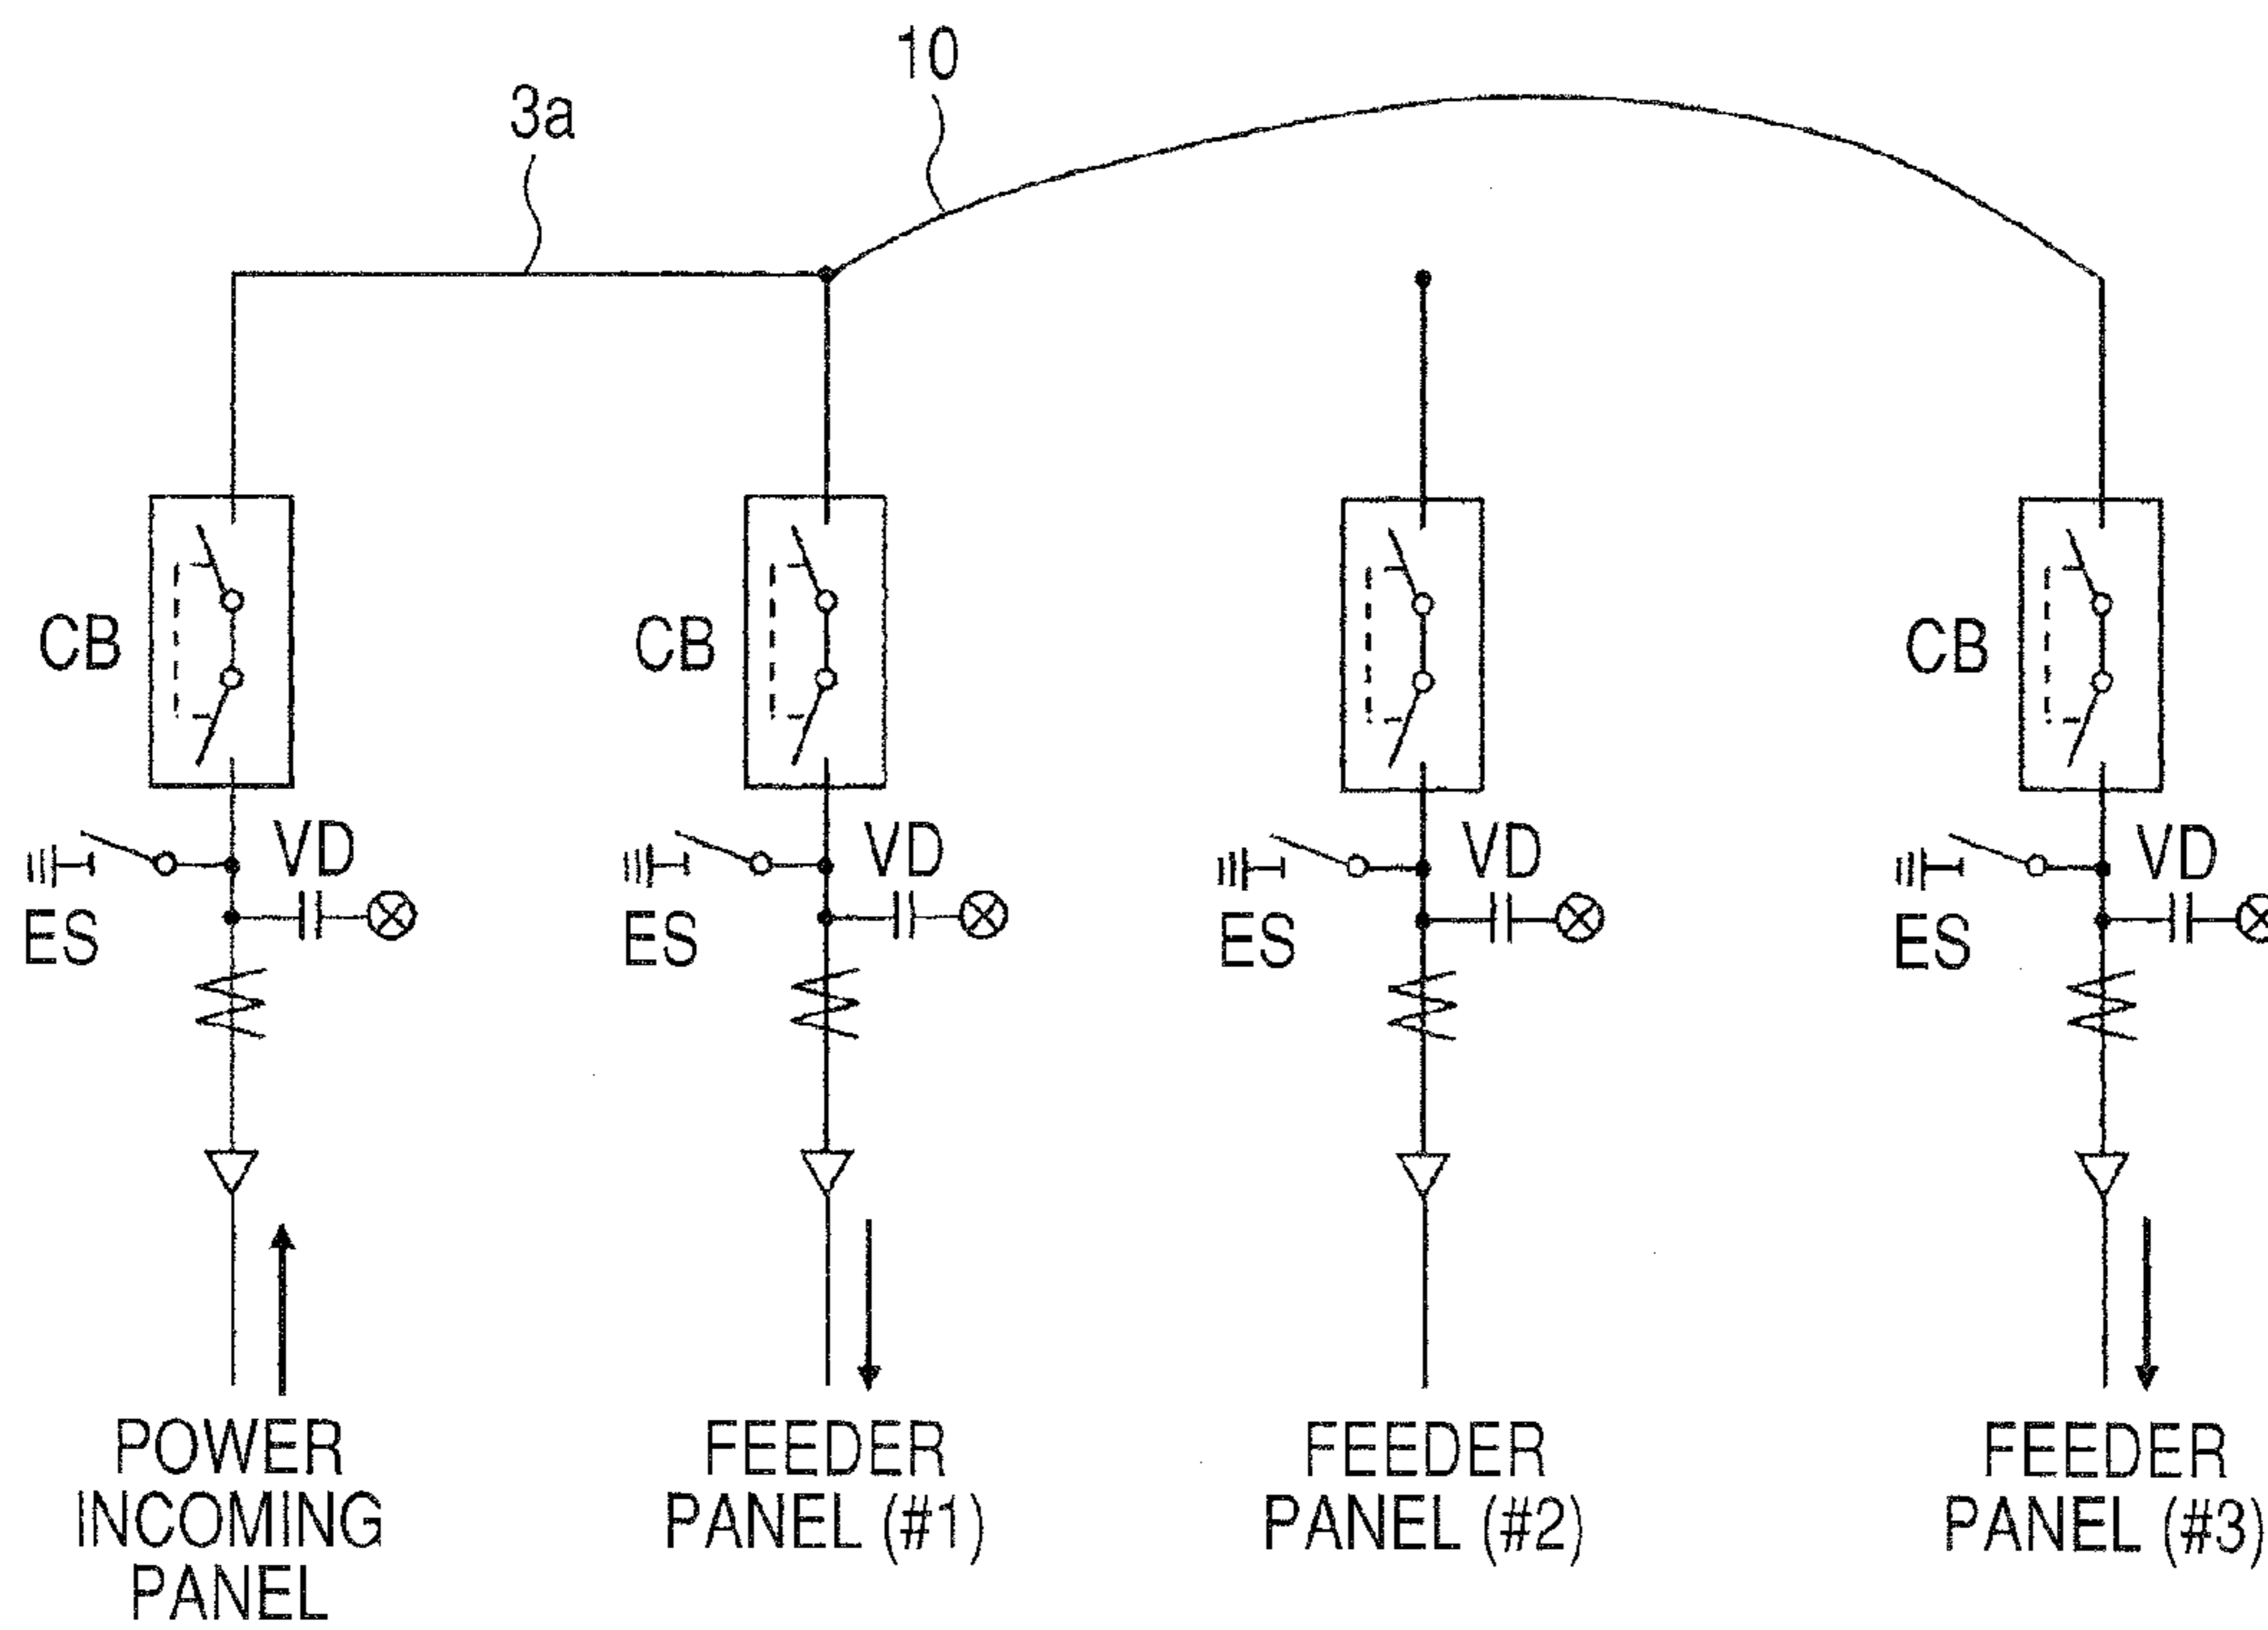 10
3a
CB
CB
CB
VD
VD
VD
VD
ES
ES
ES
ES
POWER
INCOMING
PANEL
FEEDER
PANEL (#1)
FEEDER
PANEL (#2)
FEEDER
PANEL (#3)